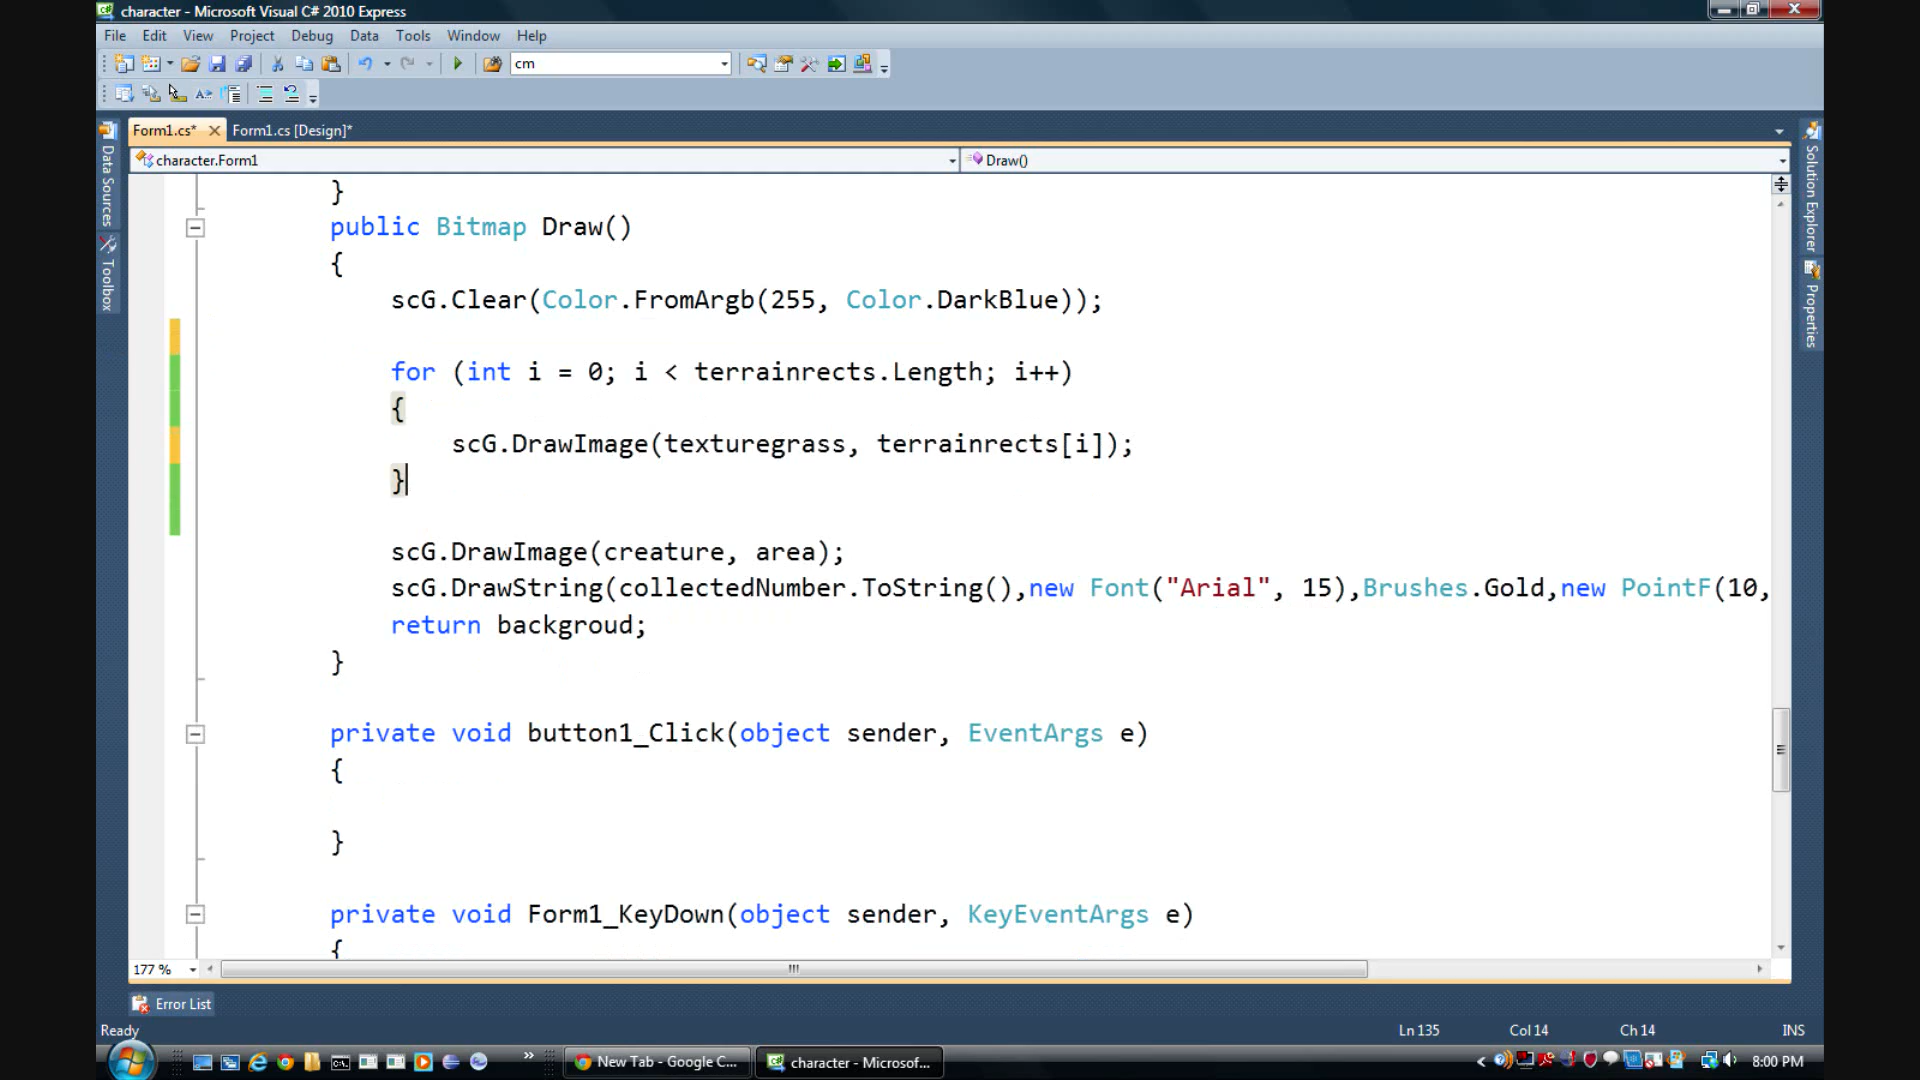 character - Microsoft Visual C# 2010 Express
File Edit View Project Debug Data Tools Window Help
cm
Form1.cs* Form1.cs [Design]*
character.Form1 Draw()
Data Sources
Toolbox
Solution Explorer
Properties
}
public Bitmap Draw()
{
scG.Clear(Color.FromArgb(255, Color.DarkBlue));
for (int i = 0; i < terrainrects.Length; i++)
{
scG.DrawImage(texturegrass, terrainrects[i]);
}
scG.DrawImage(creature, area);
scG.DrawString(collectedNumber.ToString(),new Font("Arial", 15),Brushes.Gold,new PointF(10,
return backgroud;
}
private void button1_Click(object sender, EventArgs e)
{
}
private void Form1_KeyDown(object sender, KeyEventArgs e)
{
177 %
Error List
Ready Ln 135 Col 14 Ch 14 INS
New Tab - Google C... character - Microsof... 8:00 PM